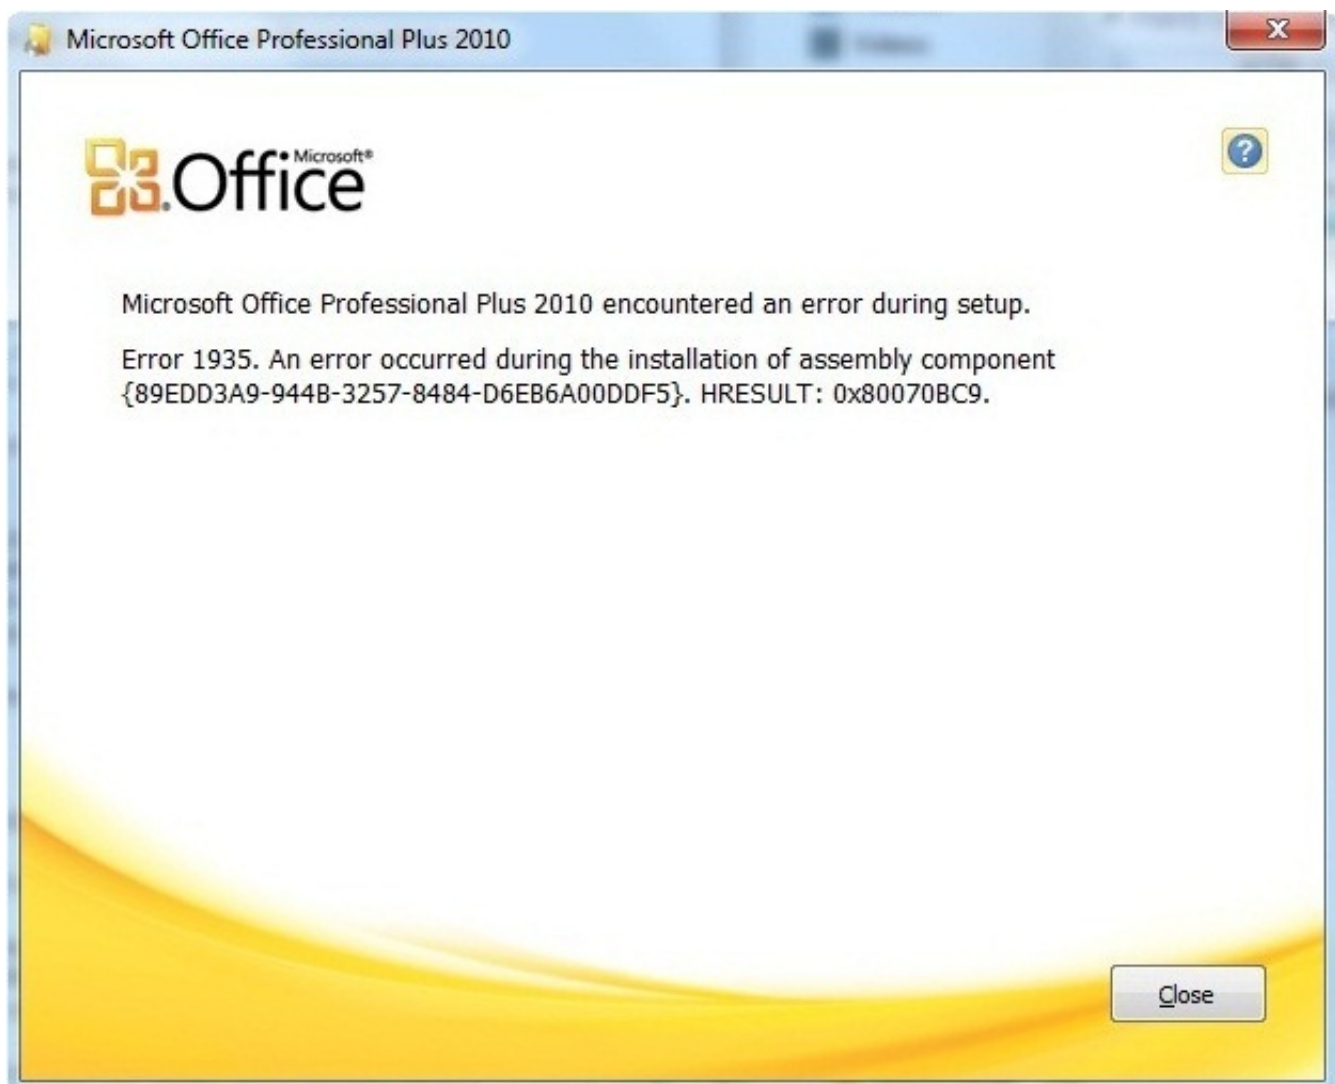 Microsoft Office Professional Plus 2010
Microsoft®
Office
Microsoft Office Professional Plus 2010 encountered an error during setup.
Error 1935. An error occurred during the installation of assembly component
{89EDD3A9-944B-3257-8484-D6EB6A00DDF5}. HRESULT: 0x80070BC9.
Close